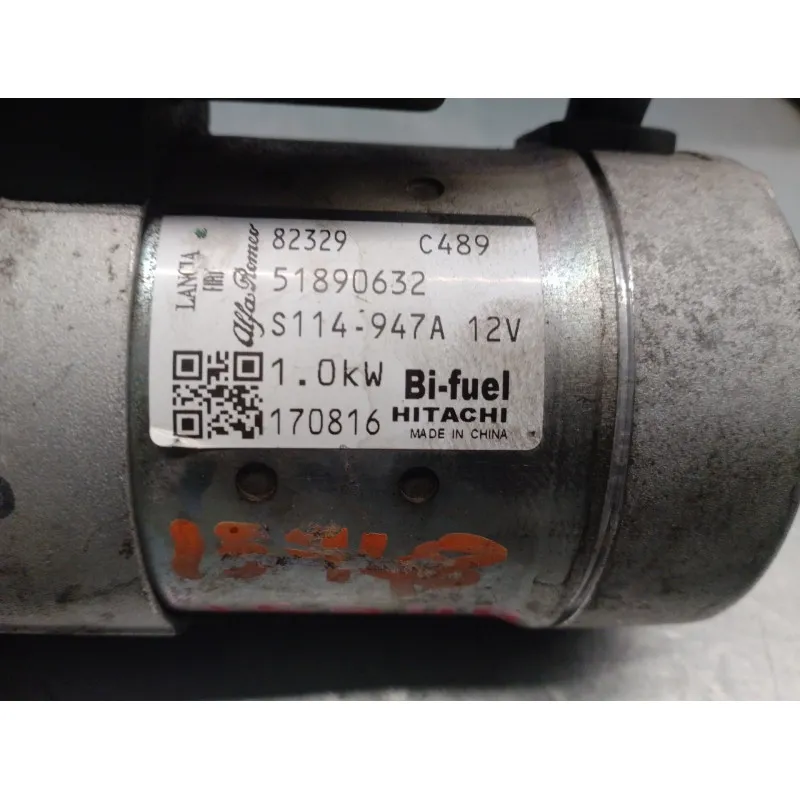 LANCIA
FIAT
Alfa Romeo
82329 C489
51890632
S114-947A 12V
1.0kW Bi-fuel
170816 HITACHI
MADE IN CHINA